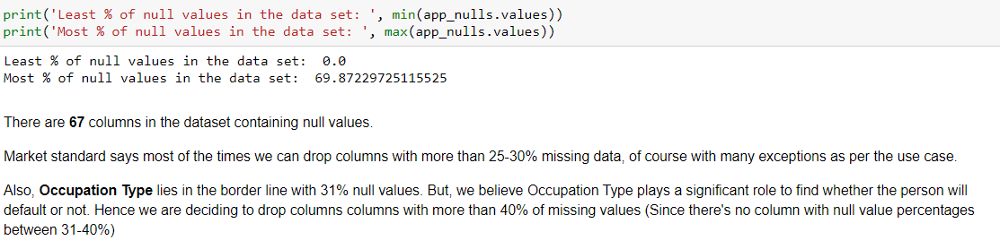 print('Least % of null values in the data set: ', min(app_nulls.values))
print('Most % of null values in the data set: ', max(app_nulls.values))
Least % of null values in the data set:  0.0
Most % of null values in the data set:  69.87229725115525
There are 67 columns in the dataset containing null values.
Market standard says most of the times we can drop columns with more than 25-30% missing data, of course with many exceptions as per the use case.
Also, Occupation Type lies in the border line with 31% null values. But, we believe Occupation Type plays a significant role to find whether the person will
default or not. Hence we are deciding to drop columns columns with more than 40% of missing values (Since there's no column with null value percentages
between 31-40%)